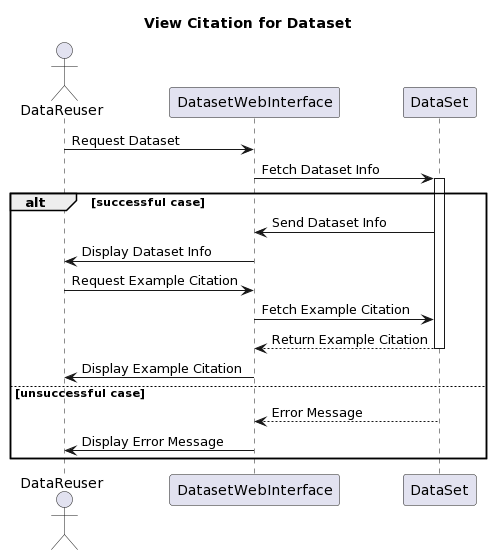 View Citation for Dataset
DataReuser
DatasetWebInterface
DataSet
Request Dataset
Fetch Dataset Info
alt
[successful case]
Send Dataset Info
Display Dataset Info
Request Example Citation
Fetch Example Citation
Return Example Citation
Display Example Citation
[unsuccessful case]
Error Message
Display Error Message
DataReuser
DatasetWebInterface
DataSet